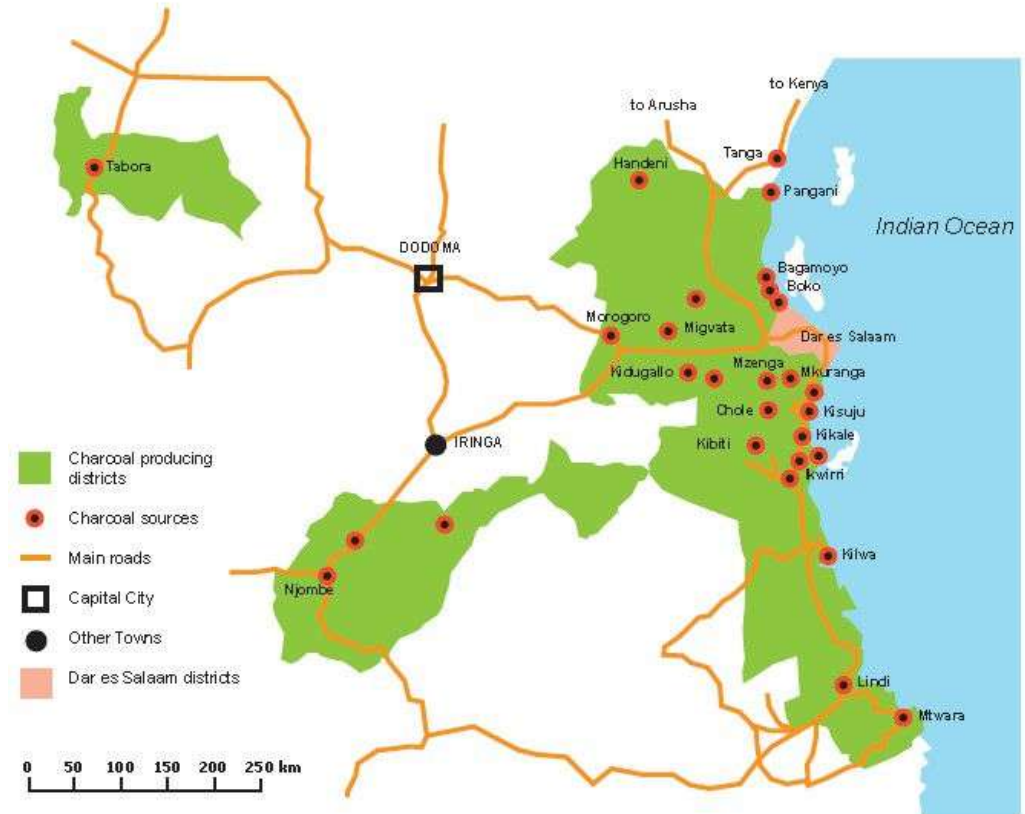 to Kenya
to Arusha
Tanga
Handeni
Tabora
Pangani
Indian Ocean
DODOMA
Bagamoyo
Boko
Morogoro
Migvata
Dar es Salaam
Mzenga
Kidugallo
Mkuranga
Chole
Kisuju
Kikale
IRINGA
Kibiti
Ikwirri
Charcoal producing
districts
Charcoal sources
Main roads
Kilwa
Njombe
Capital City
Other Towns
Dar es Salaam districts
Lindi
Mtwara
0 50 100 150 200 250 km